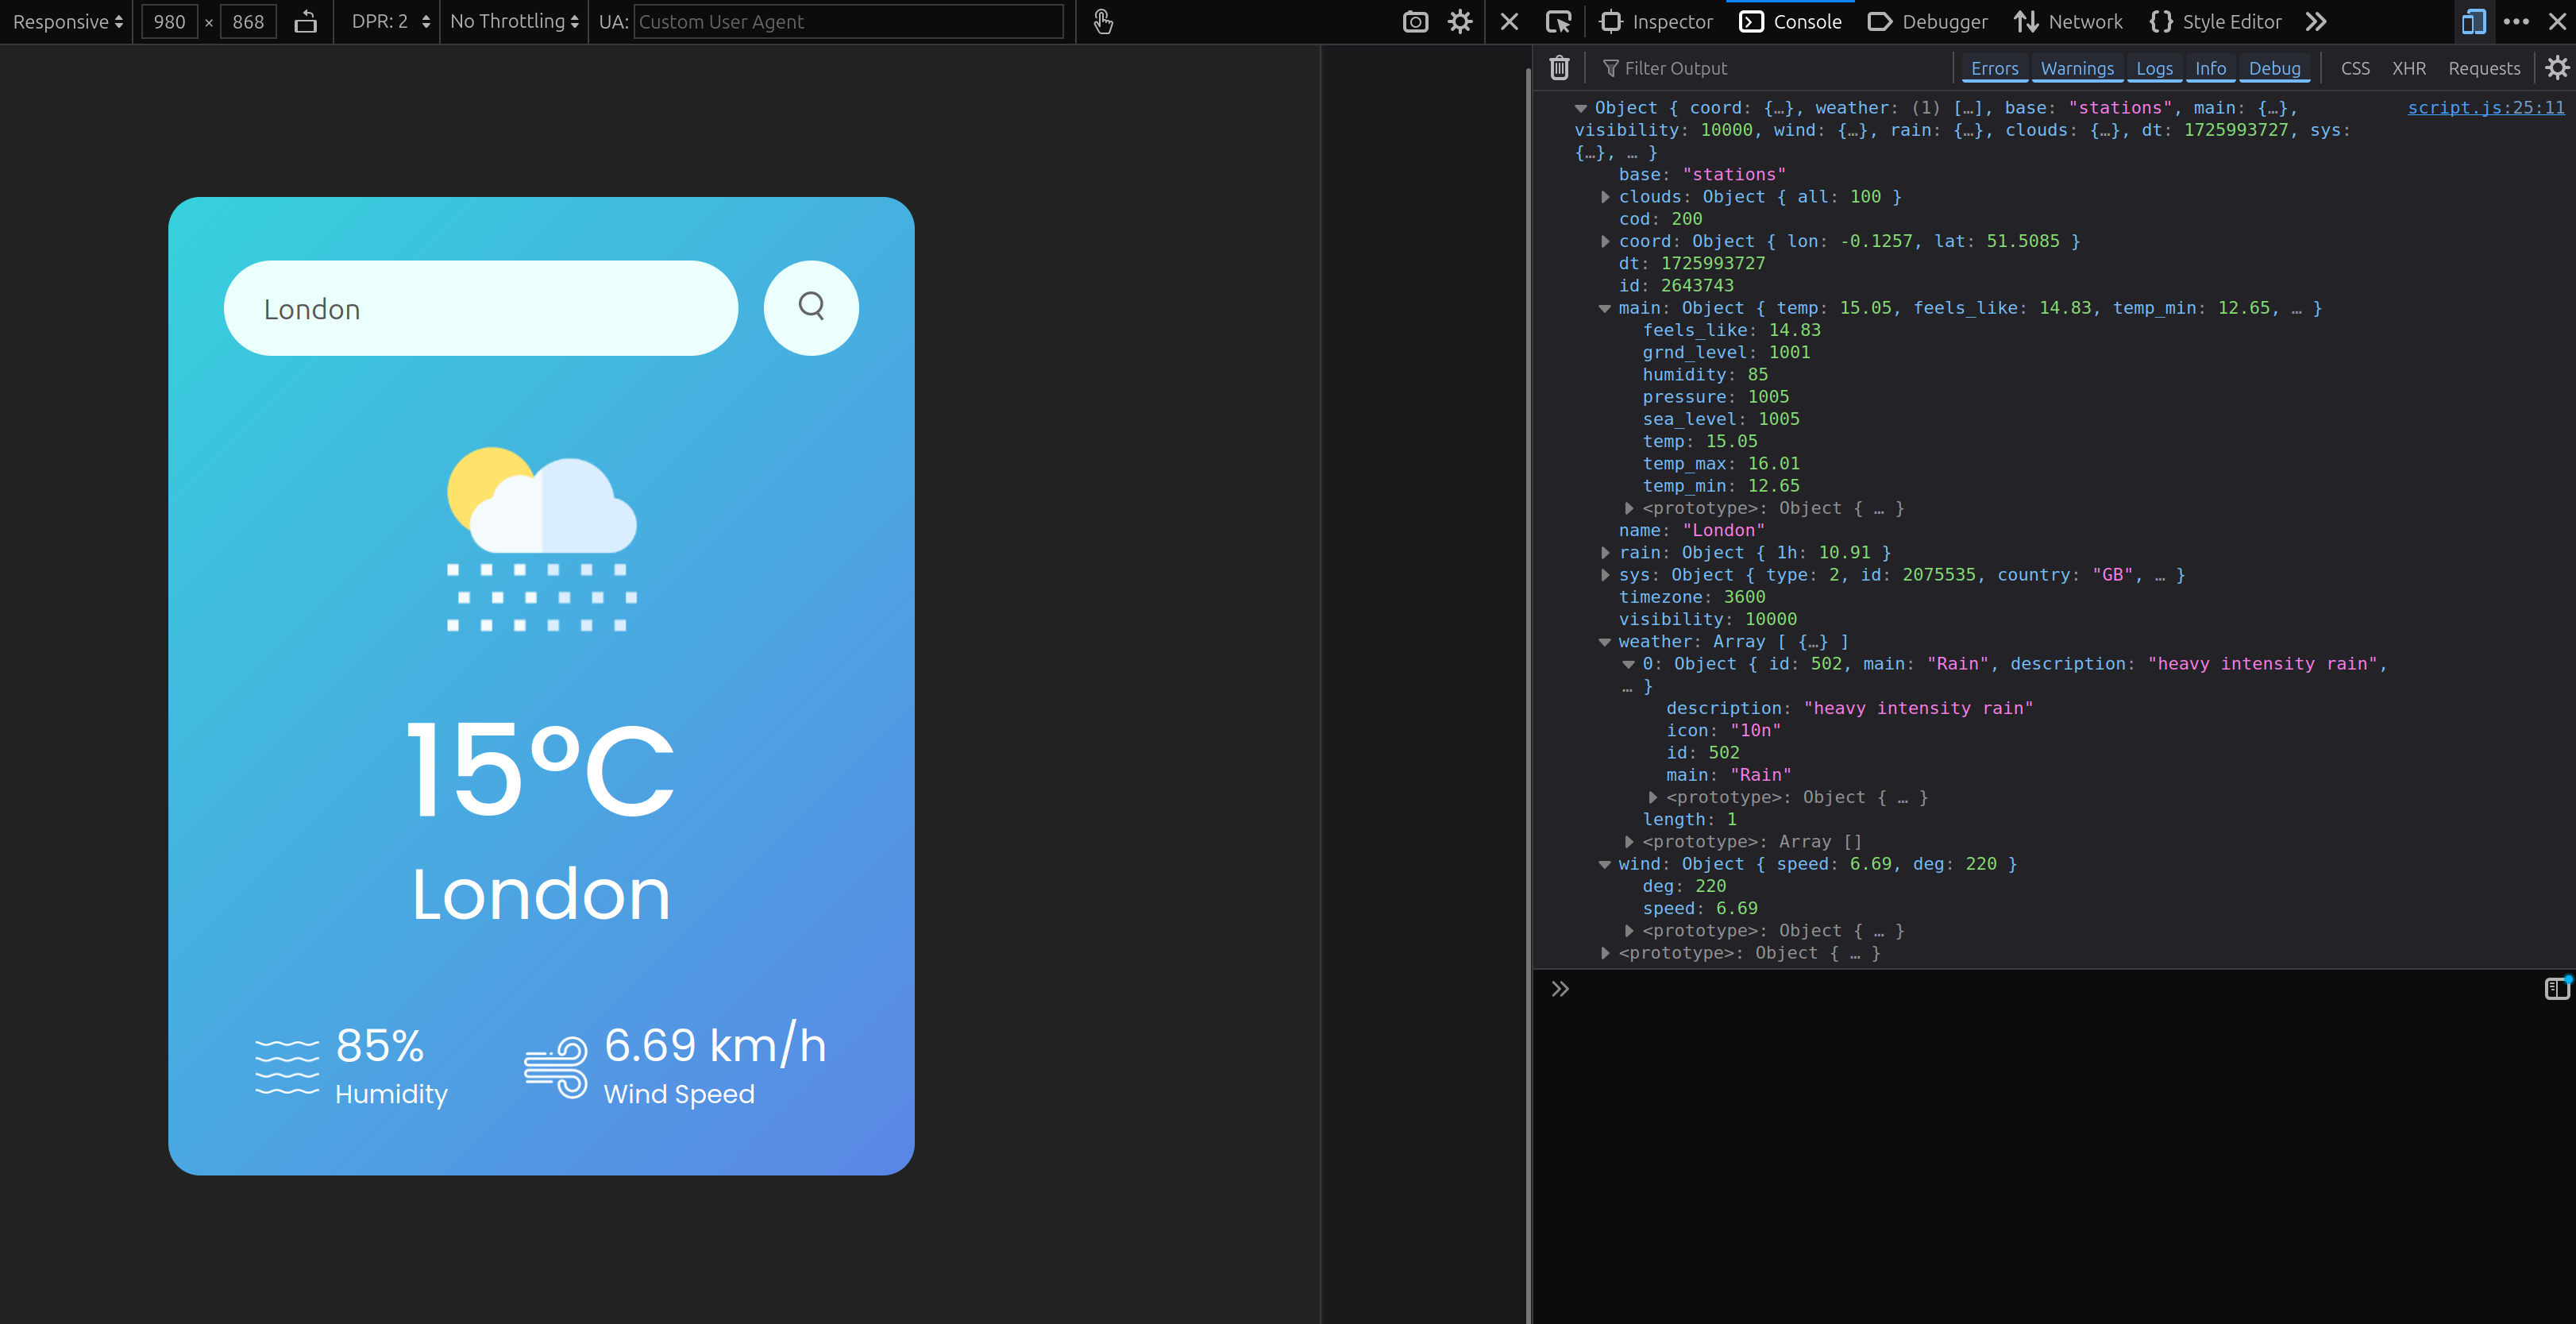 Responsive 980 × 868 DPR: 2 No Throttling UA: Custom User Agent
Inspector Console Debugger Network Style Editor
Filter Output Errors Warnings Logs Info Debug CSS XHR Requests
London
15°C
London
85%
Humidity
6.69 km/h
Wind Speed
Object { coord: {…}, weather: (1) […], base: "stations", main: {…}, script.js:25:11
visibility: 10000, wind: {…}, rain: {…}, clouds: {…}, dt: 1725993727, sys:
{…}, … }
base: "stations"
clouds: Object { all: 100 }
cod: 200
coord: Object { lon: -0.1257, lat: 51.5085 }
dt: 1725993727
id: 2643743
main: Object { temp: 15.05, feels_like: 14.83, temp_min: 12.65, … }
feels_like: 14.83
grnd_level: 1001
humidity: 85
pressure: 1005
sea_level: 1005
temp: 15.05
temp_max: 16.01
temp_min: 12.65
<prototype>: Object { … }
name: "London"
rain: Object { 1h: 10.91 }
sys: Object { type: 2, id: 2075535, country: "GB", … }
timezone: 3600
visibility: 10000
weather: Array [ {…} ]
0: Object { id: 502, main: "Rain", description: "heavy intensity rain",
… }
description: "heavy intensity rain"
icon: "10n"
id: 502
main: "Rain"
<prototype>: Object { … }
length: 1
<prototype>: Array []
wind: Object { speed: 6.69, deg: 220 }
deg: 220
speed: 6.69
<prototype>: Object { … }
<prototype>: Object { … }